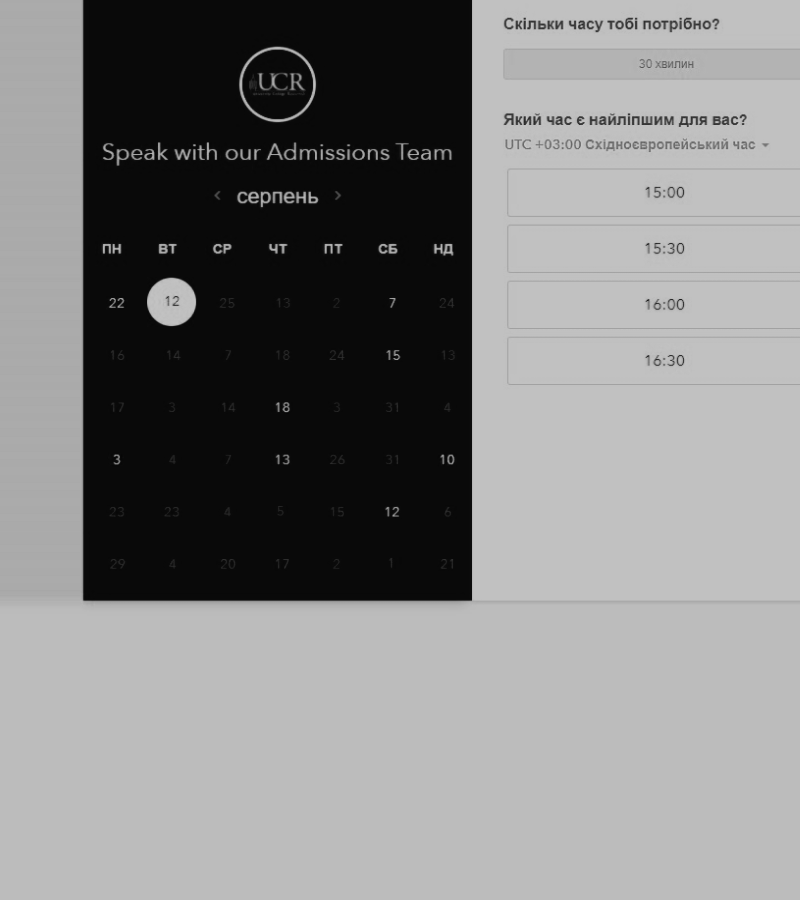 Скільки часу тобі потрібно?
30 хвилин
Який час є найліпшим для вас?
UTC +03:00 Східноєвропейський час
15:00
15:30
16:00
16:30
UCR
Speak with our Admissions Team
серпень
ПН ВТ СР ЧТ ПТ СБ НД
22 12 25 13 2 7 24
16 14 7 18 24 15 13
17 3 14 18 3 31 4
3 4 7 13 26 31 10
23 23 4 5 15 12 6
29 4 20 17 2 1 21